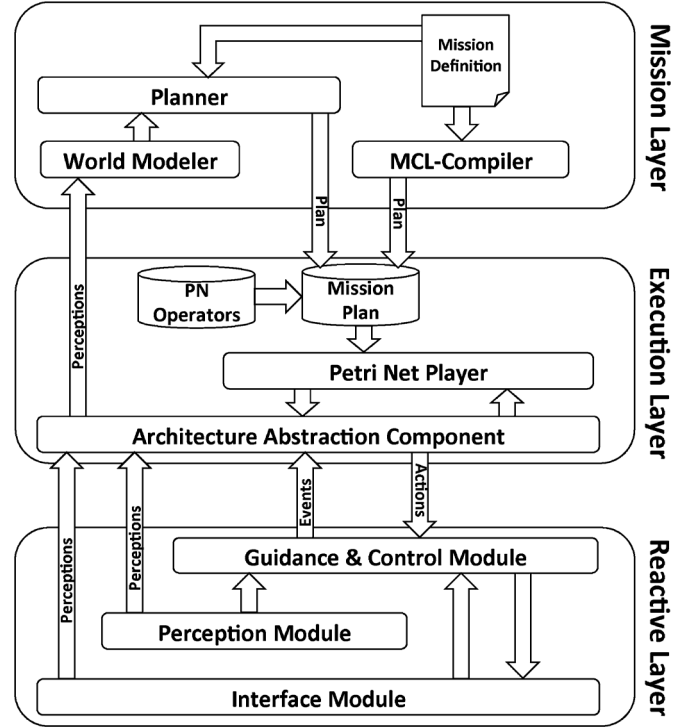 Mission Layer
Mission
Definition
Planner
World Modeler
MCL-Compiler
Plan
Plan
Perceptions
Execution Layer
PN
Operators
Mission
Plan
Petri Net Player
Architecture Abstraction Component
Perceptions
Perceptions
Events
Actions
Reactive Layer
Guidance & Control Module
Perception Module
Interface Module